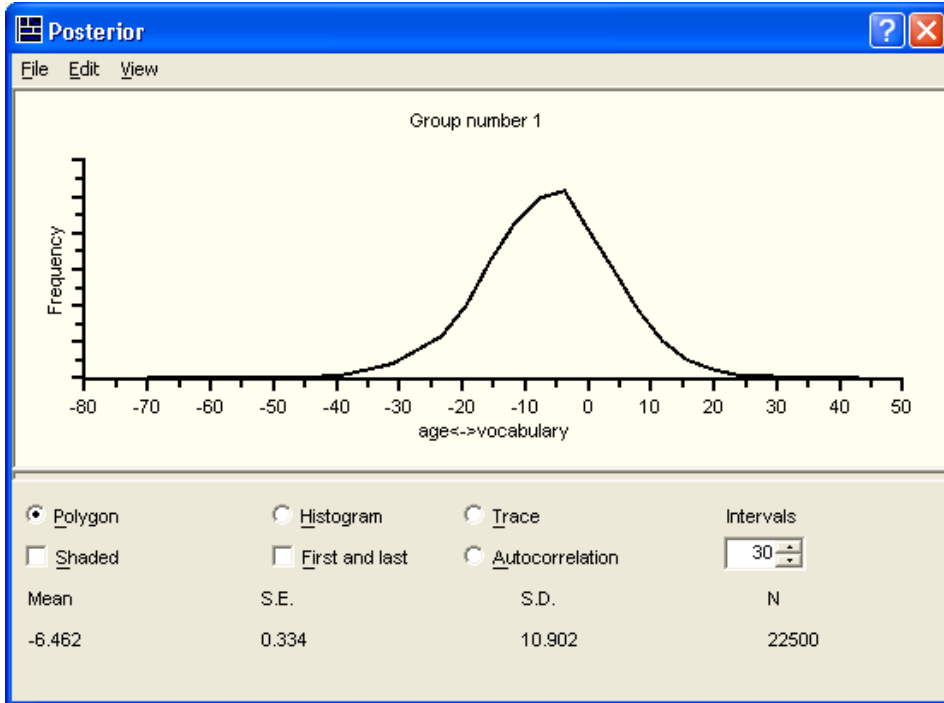 Posterior
File Edit View
Group number 1
Frequency
-80 -70 -60 -50 -40 -30 -20 -10 0 10 20 30 40 50
age<->vocabulary
Polygon Histogram Trace Intervals
Shaded First and last Autocorrelation 30
Mean S.E. S.D. N
-6.462 0.334 10.902 22500